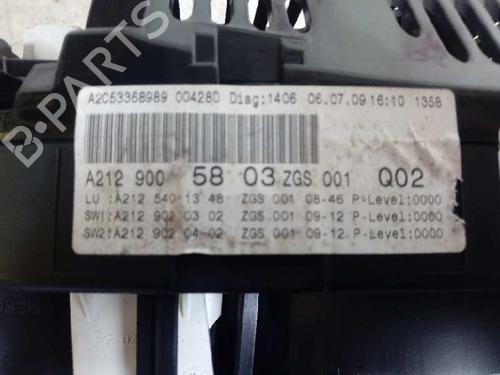 A2C53368989 004280 Diag:1406 06.07.09 16:10 1358
A212 900 58 03 ZGS 001 Q02
LU :A212 540 13 48 ZGS 001 08-46 P-Level:0000
SW1:A212 902 03 02 ZGS 001 09-12 P-Level:0000
SW2:A212 902 04 02 ZGS 001 09-12 P-Level:0000
B-PARTS